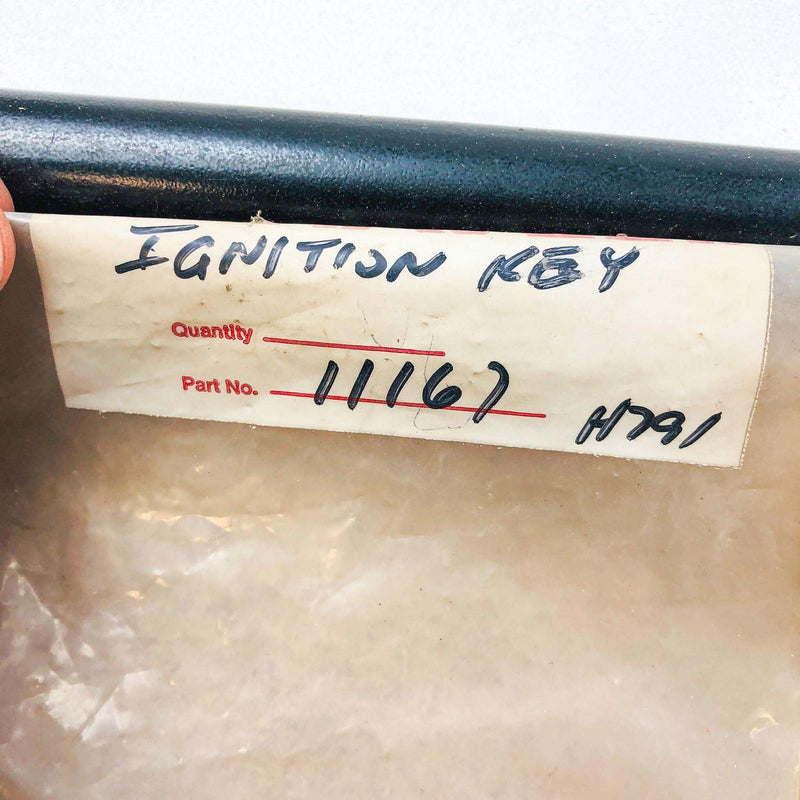 IGNITION KEY
Quantity
Part No. 11167
H791